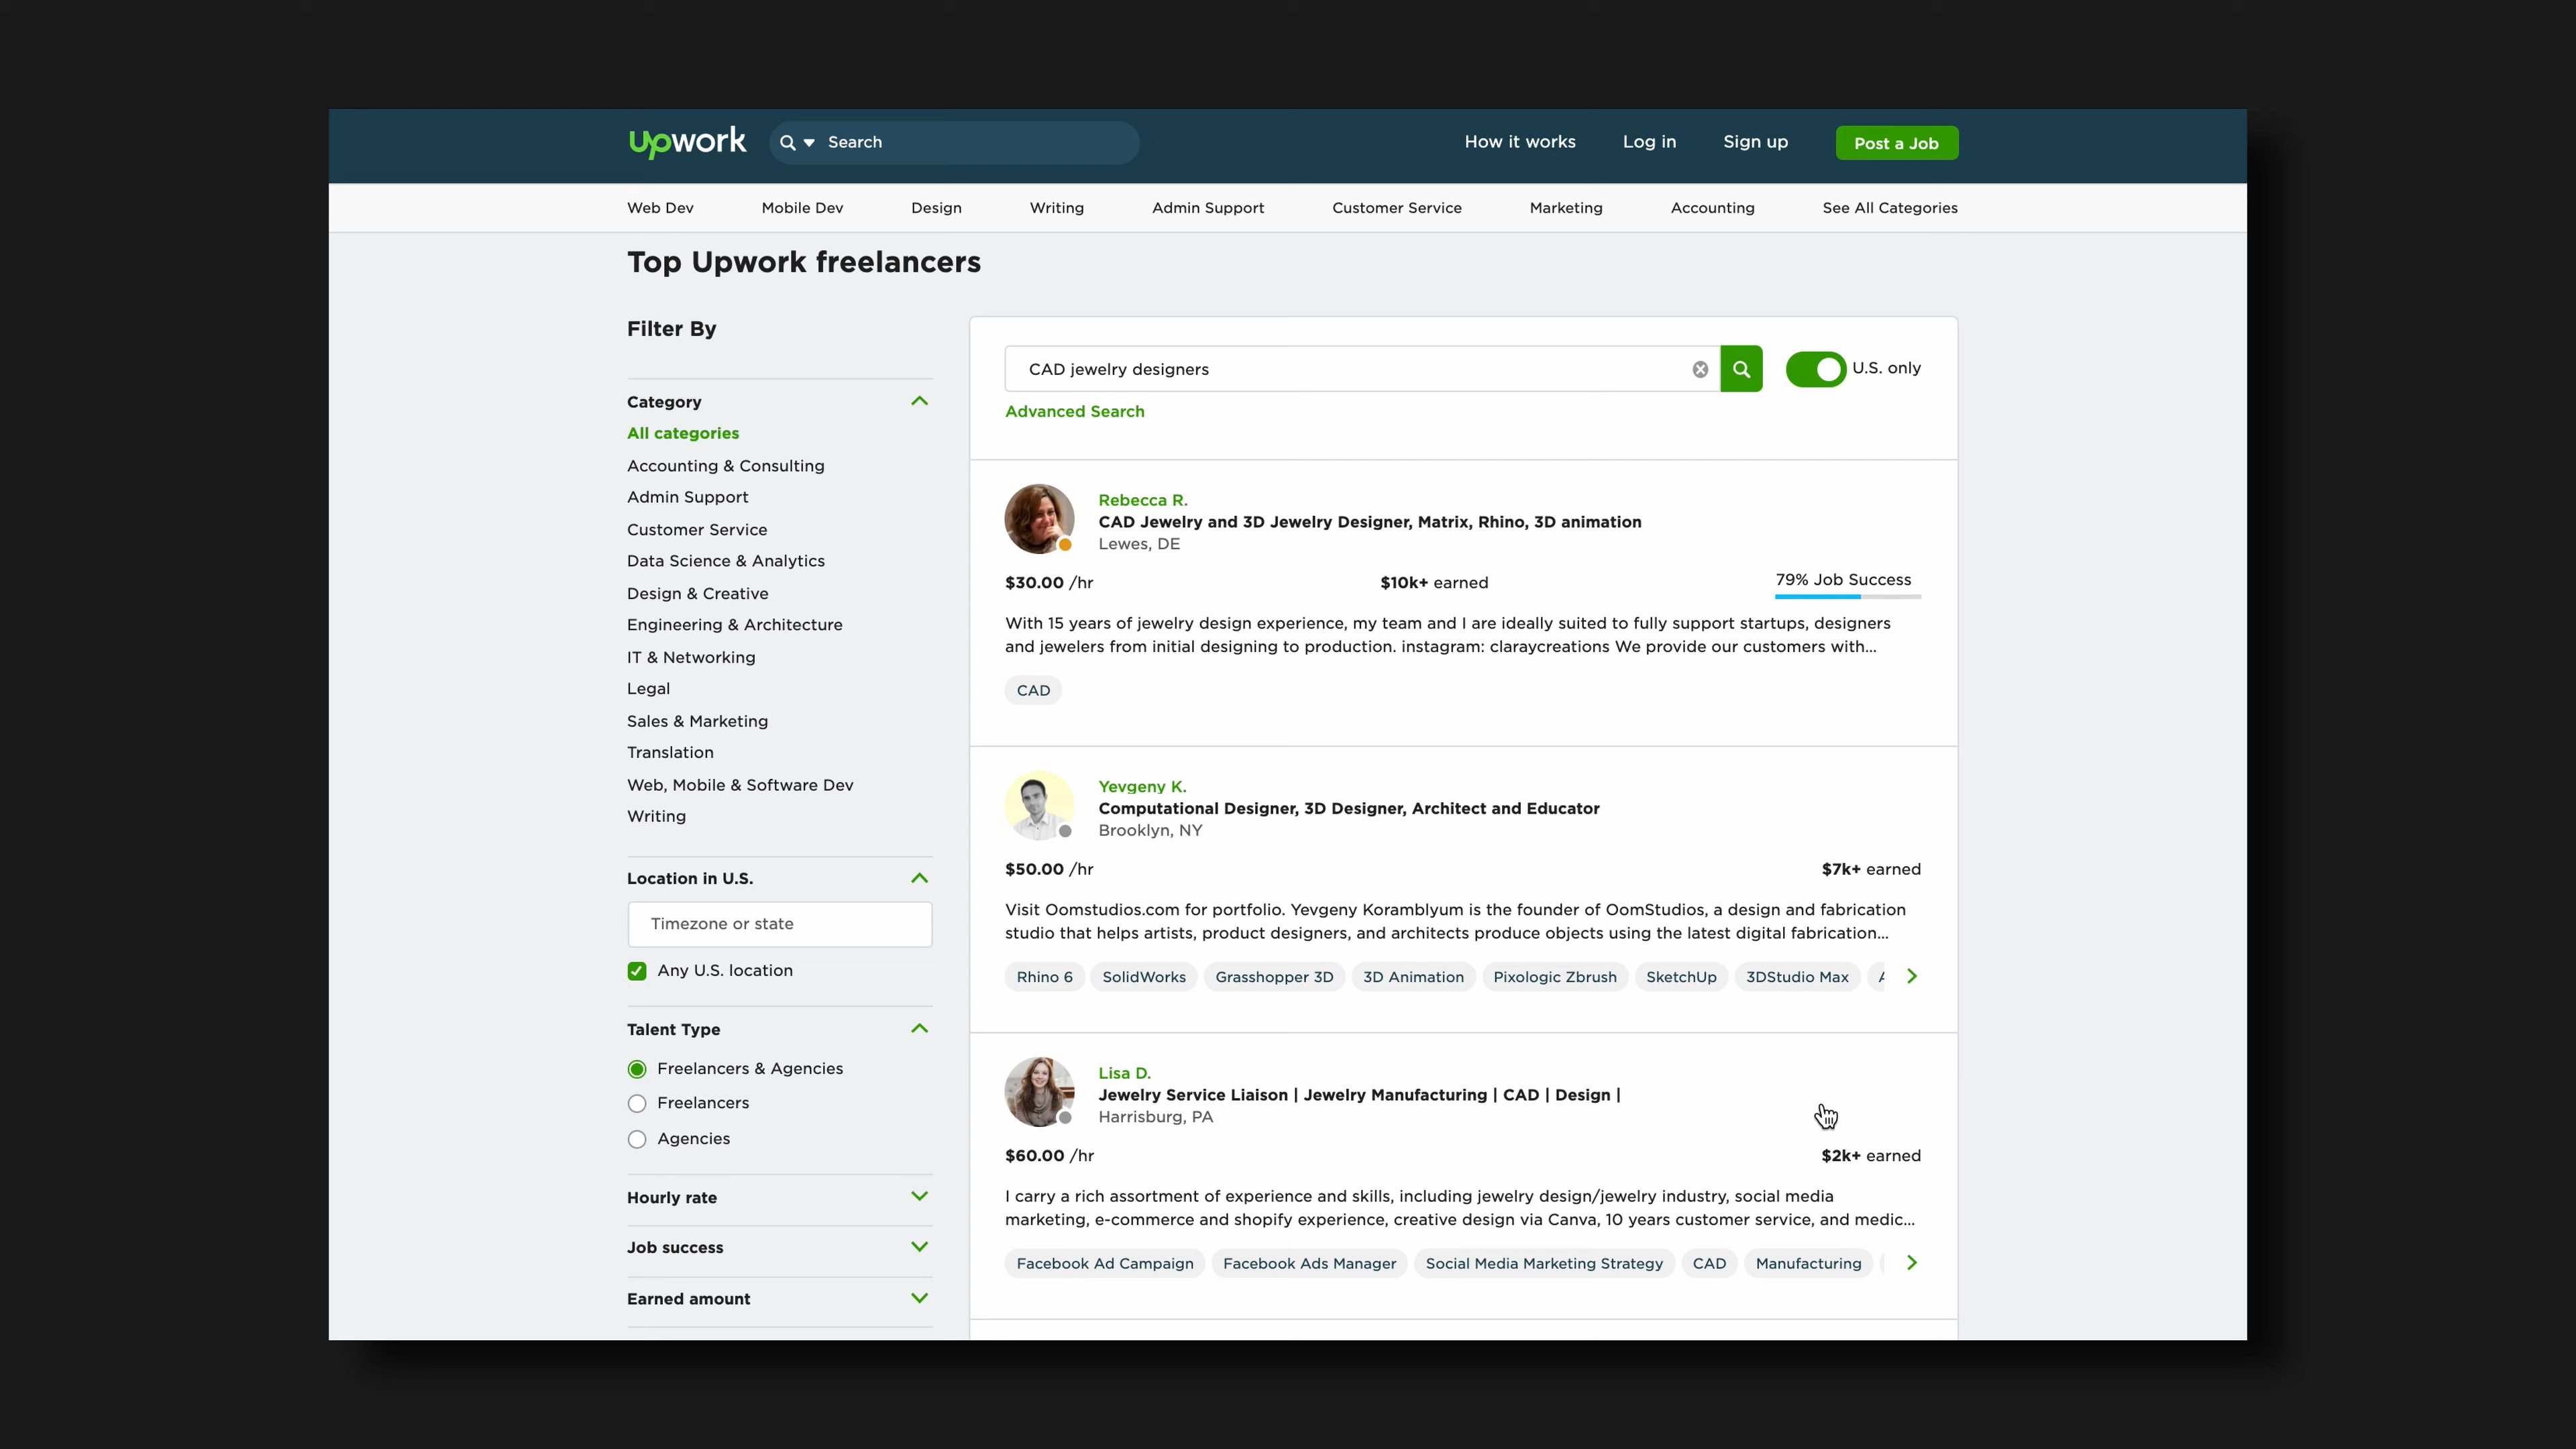 upwork
Search
How it works
Log in
Sign up
Post a Job
Web Dev
Mobile Dev
Design
Writing
Admin Support
Customer Service
Marketing
Accounting
See All Categories
Top Upwork freelancers
Filter By
Category
All categories
Accounting & Consulting
Admin Support
Customer Service
Data Science & Analytics
Design & Creative
Engineering & Architecture
IT & Networking
Legal
Sales & Marketing
Translation
Web, Mobile & Software Dev
Writing
Location in U.S.
Timezone or state
Any U.S. location
Talent Type
Freelancers & Agencies
Freelancers
Agencies
Hourly rate
Job success
Earned amount
CAD jewelry designers
U.S. only
Advanced Search
Rebecca R.
CAD Jewelry and 3D Jewelry Designer, Matrix, Rhino, 3D animation
Lewes, DE
$30.00 /hr
$10k+ earned
79% Job Success
With 15 years of jewelry design experience, my team and I are ideally suited to fully support startups, designers
and jewelers from initial designing to production. instagram: claraycreations We provide our customers with...
CAD
Yevgeny K.
Computational Designer, 3D Designer, Architect and Educator
Brooklyn, NY
$50.00 /hr
$7k+ earned
Visit Oomstudios.com for portfolio. Yevgeny Koramblyum is the founder of OomStudios, a design and fabrication
studio that helps artists, product designers, and architects produce objects using the latest digital fabrication...
Rhino 6
SolidWorks
Grasshopper 3D
3D Animation
Pixologic Zbrush
SketchUp
3DStudio Max
Lisa D.
Jewelry Service Liaison | Jewelry Manufacturing | CAD | Design |
Harrisburg, PA
$60.00 /hr
$2k+ earned
I carry a rich assortment of experience and skills, including jewelry design/jewelry industry, social media
marketing, e-commerce and shopify experience, creative design via Canva, 10 years customer service, and medic...
Facebook Ad Campaign
Facebook Ads Manager
Social Media Marketing Strategy
CAD
Manufacturing